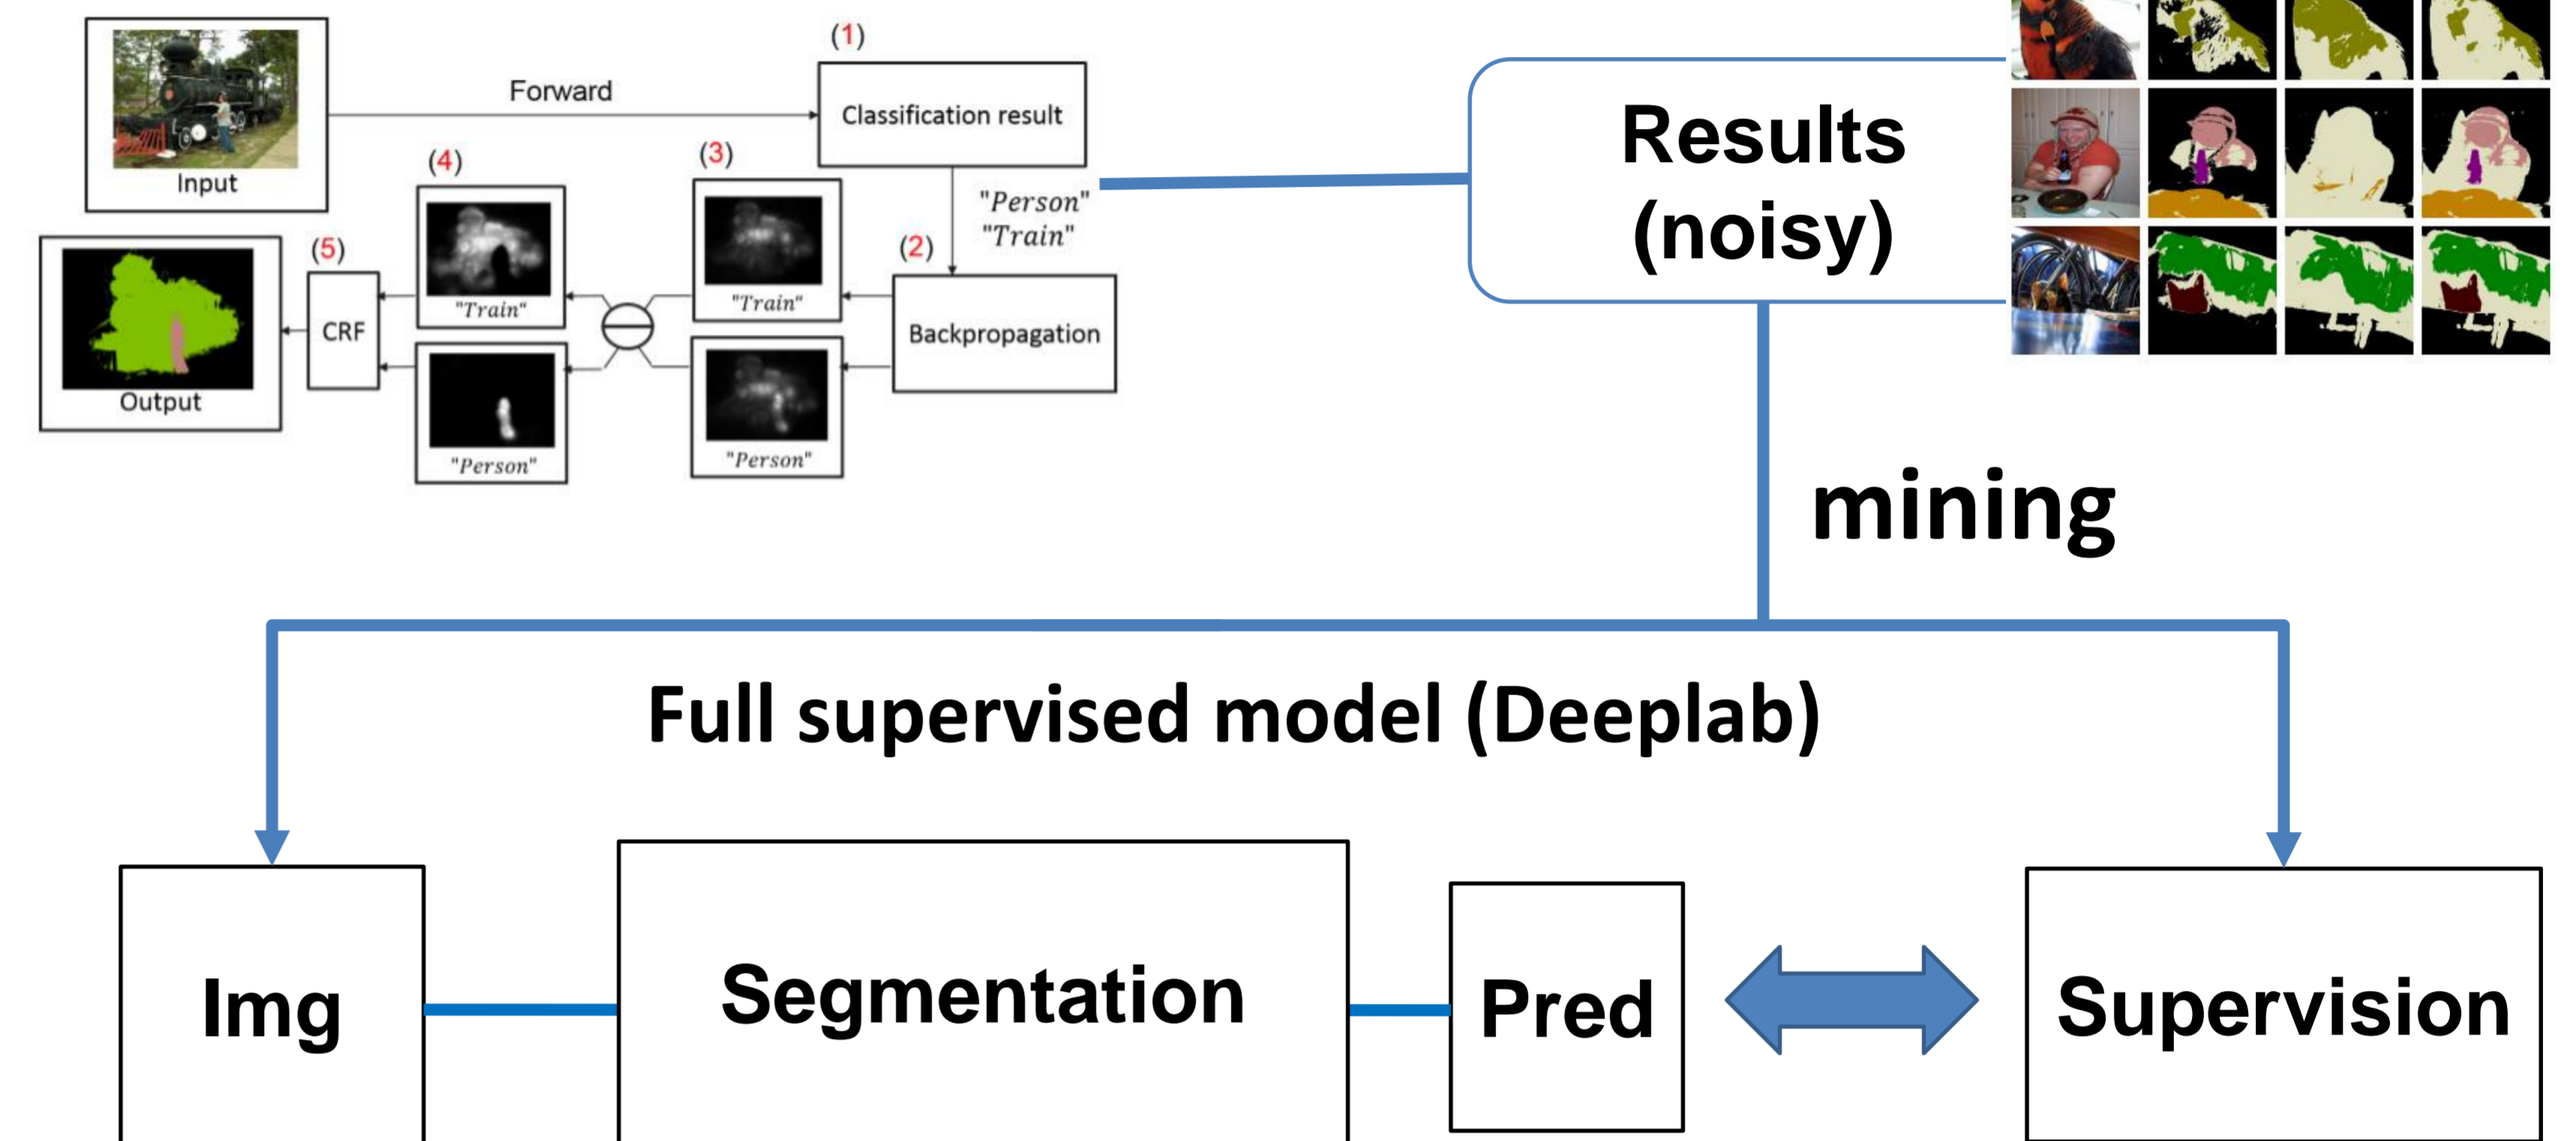 (1)
Forward
Classification result
Input
(4)
(3)
"Person"
"Train"
(2)
(5)
"Train"
"Train"
CRF
Backpropagation
Output
"Person"
"Person"
Results
(noisy)
mining
Full supervised model (Deeplab)
Img
Segmentation
Pred
Supervision